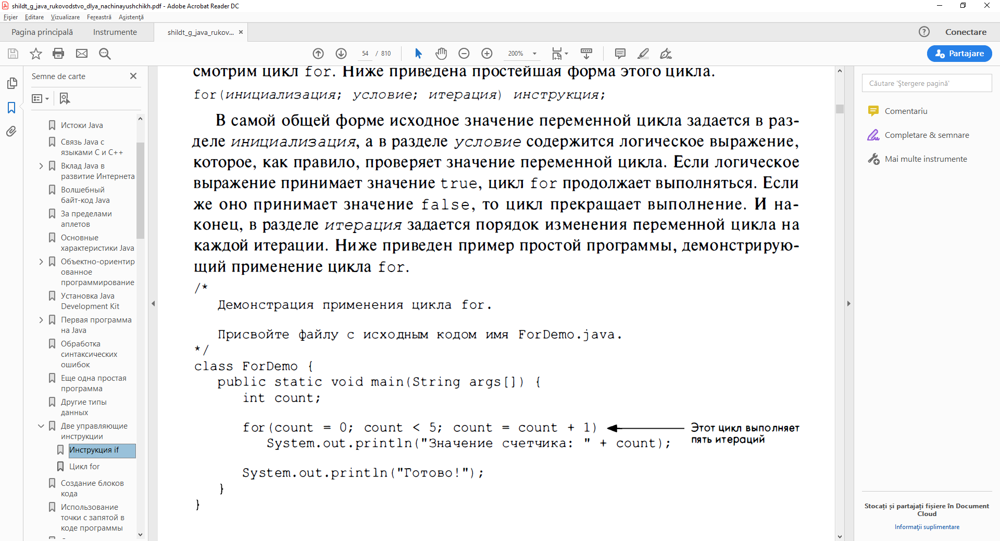 shildt_g_java_rukovodstvo_dlya_nachinayushchikh.pdf - Adobe Acrobat Reader DC
Fişier Editare Vizualizare Fereastră Asistenţă
Pagina principală Instrumente shildt_g_java_rukov... × Conectare
54 / 810 200% Partajare
Semne de carte
Истоки Java
Связь Java с
языками C и C++
Вклад Java в
развитие Интернета
Волшебный
байт-код Java
За пределами
аплетов
Основные
характеристики Java
Объектно-ориентир
ованное
программирование
Установка Java
Development Kit
Первая программа
на Java
Обработка
синтаксических
ошибок
Еще одна простая
программа
Другие типы
данных
Две управляющие
инструкции
Инструкция if
Цикл for
Создание блоков
кода
Использование
точки с запятой в
коде программы
смотрим цикл for. Ниже приведена простейшая форма этого цикла.
for(инициализация; условие; итерация) инструкция;
В самой общей форме исходное значение переменной цикла задается в раз-
деле инициализация, а в разделе условие содержится логическое выражение,
которое, как правило, проверяет значение переменной цикла. Если логическое
выражение принимает значение true, цикл for продолжает выполняться. Если
же оно принимает значение false, то цикл прекращает выполнение. И на-
конец, в разделе итерация задается порядок изменения переменной цикла на
каждой итерации. Ниже приведен пример простой программы, демонстрирую-
щий применение цикла for.
/*
Демонстрация применения цикла for.
Присвойте файлу с исходным кодом имя ForDemo.java.
*/
class ForDemo {
public static void main(String args[]) {
int count;
for(count = 0; count < 5; count = count + 1)
System.out.println("Значение счетчика: " + count);
Этот цикл выполняет
пять итераций
System.out.println("Готово!");
}
}
Căutare 'Ştergere pagină'
Comentariu
Completare & semnare
Mai multe instrumente
Stocați și partajați fișiere în Document
Cloud
Informaţii suplimentare